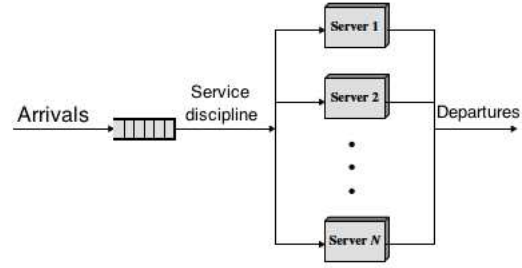 Server 1
Service
discipline
Arrivals
Server 2
Departures
Server N